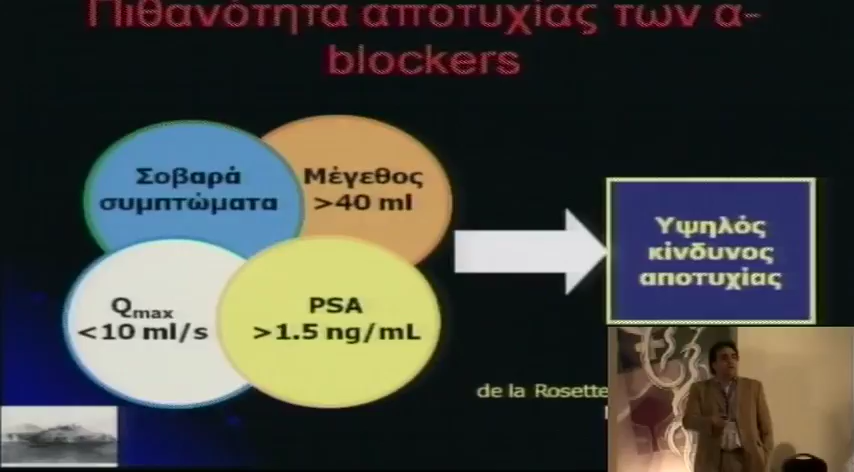 Πιθανότητα αποτυχίας των α-
blockers
Σοβαρά
συμπτώματα
Μέγεθος
>40 ml
Qmax
<10 ml/s
PSA
>1.5 ng/mL
Υψηλός
κίνδυνος
αποτυχίας
de la Rosette